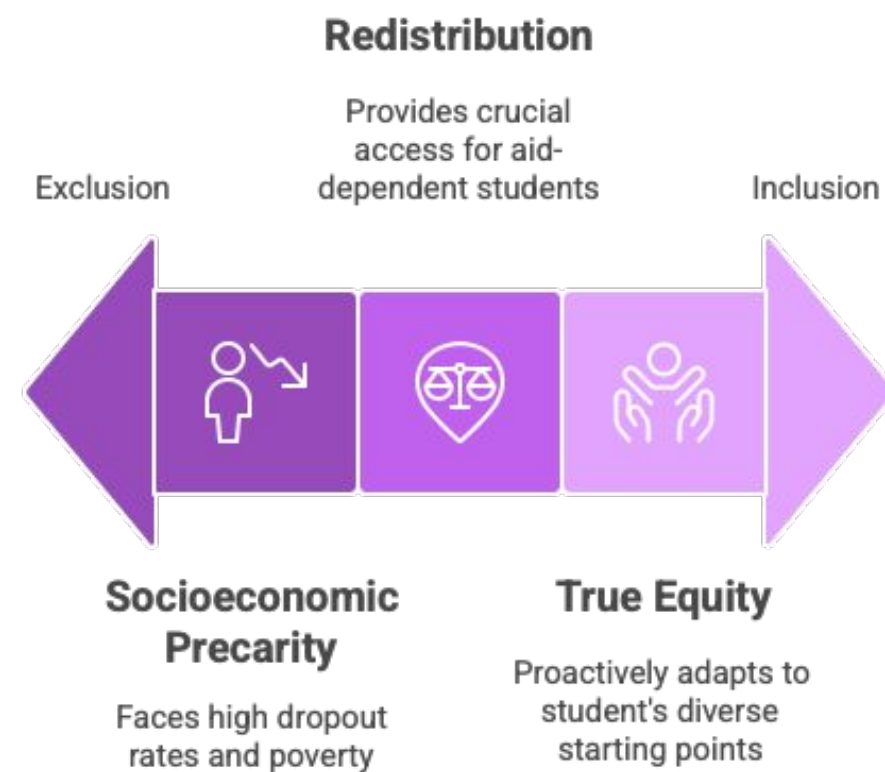 Redistribution
Provides crucial
access for aid-
dependent students
Exclusion
Inclusion
Socioeconomic
Precarity
Faces high dropout
rates and poverty
True Equity
Proactively adapts to
student's diverse
starting points